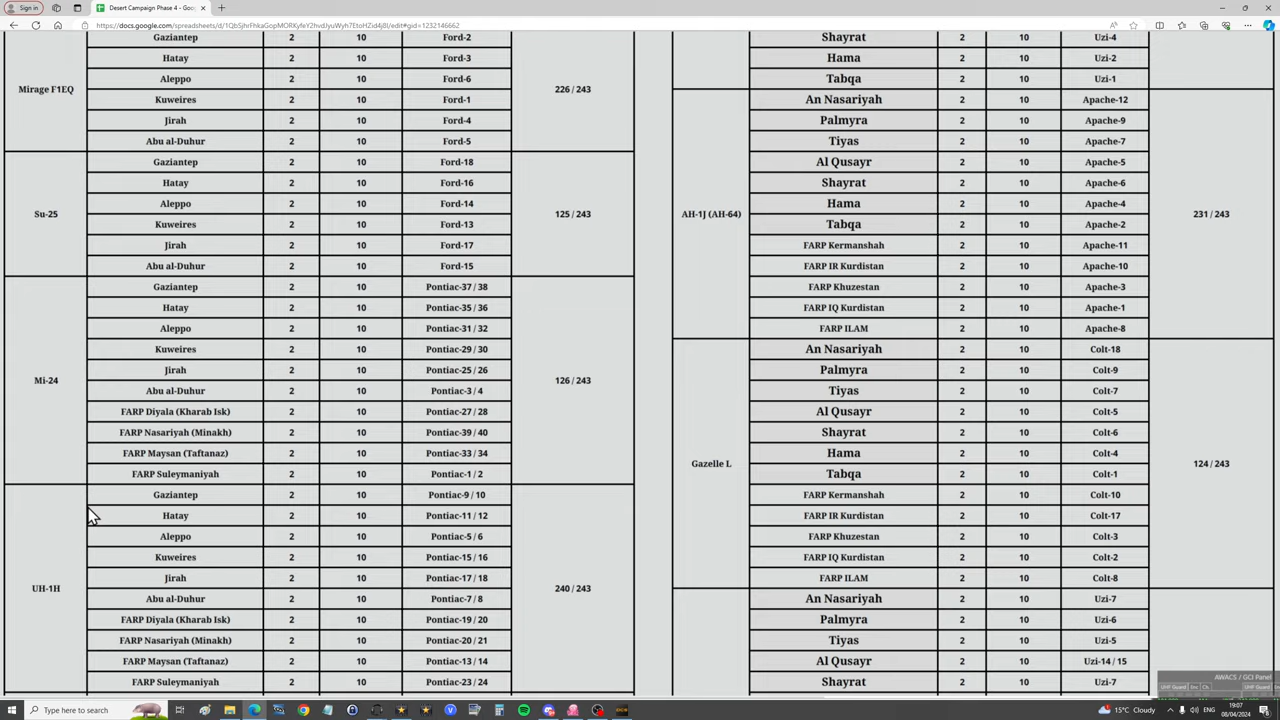 Sign in
Desert Campaign Phase 4 - Goo
https://docs.google.com/spreadsheets/d/1QbSjhrFhkaGopMORKyfeY2hvdJyuWyh7EtoHZid4j8I/edit#gid=1232146662
Gaziantep 2 10 Ford-2
Hatay 2 10 Ford-3
Aleppo 2 10 Ford-6
Mirage F1EQ 226 / 243
Kuweires 2 10 Ford-1
Jirah 2 10 Ford-4
Abu al-Duhur 2 10 Ford-5
Gaziantep 2 10 Ford-18
Hatay 2 10 Ford-16
Aleppo 2 10 Ford-14
Su-25 125 / 243
Kuweires 2 10 Ford-13
Jirah 2 10 Ford-17
Abu al-Duhur 2 10 Ford-15
Gaziantep 2 10 Pontiac-37 / 38
Hatay 2 10 Pontiac-35 / 36
Aleppo 2 10 Pontiac-31 / 32
Kuweires 2 10 Pontiac-29 / 30
Jirah 2 10 Pontiac-25 / 26
Mi-24 126 / 243
Abu al-Duhur 2 10 Pontiac-3 / 4
FARP Diyala (Kharab Isk) 2 10 Pontiac-27 / 28
FARP Nasariyah (Minakh) 2 10 Pontiac-39 / 40
FARP Maysan (Taftanaz) 2 10 Pontiac-33 / 34
FARP Suleymaniyah 2 10 Pontiac-1 / 2
Gaziantep 2 10 Pontiac-9 / 10
Hatay 2 10 Pontiac-11 / 12
Aleppo 2 10 Pontiac-5 / 6
Kuweires 2 10 Pontiac-15 / 16
Jirah 2 10 Pontiac-17 / 18
UH-1H 240 / 243
Abu al-Duhur 2 10 Pontiac-7 / 8
FARP Diyala (Kharab Isk) 2 10 Pontiac-19 / 20
FARP Nasariyah (Minakh) 2 10 Pontiac-20 / 21
FARP Maysan (Taftanaz) 2 10 Pontiac-13 / 14
FARP Suleymaniyah 2 10 Pontiac-23 / 24
Shayrat 2 10 Uzi-4
Hama 2 10 Uzi-2
Tabqa 2 10 Uzi-1
An Nasariyah 2 10 Apache-12
Palmyra 2 10 Apache-9
Tiyas 2 10 Apache-7
Al Qusayr 2 10 Apache-5
Shayrat 2 10 Apache-6
Hama 2 10 Apache-4
AH-1J (AH-64) 231 / 243
Tabqa 2 10 Apache-2
FARP Kermanshah 2 10 Apache-11
FARP IR Kurdistan 2 10 Apache-10
FARP Khuzestan 2 10 Apache-3
FARP IQ Kurdistan 2 10 Apache-1
FARP ILAM 2 10 Apache-8
An Nasariyah 2 10 Colt-18
Palmyra 2 10 Colt-9
Tiyas 2 10 Colt-7
Al Qusayr 2 10 Colt-5
Shayrat 2 10 Colt-6
Hama 2 10 Colt-4
Gazelle L 124 / 243
Tabqa 2 10 Colt-1
FARP Kermanshah 2 10 Colt-10
FARP IR Kurdistan 2 10 Colt-17
FARP Khuzestan 2 10 Colt-3
FARP IQ Kurdistan 2 10 Colt-2
FARP ILAM 2 10 Colt-8
An Nasariyah 2 10 Uzi-7
Palmyra 2 10 Uzi-6
Tiyas 2 10 Uzi-5
Al Qusayr 2 10 Uzi-14 / 15
Shayrat 2 10 Uzi-7
AWACS / GCI Panel
UHF Guard
UHF Guard
Type here to search
15°C Cloudy
19:07
08/04/2024